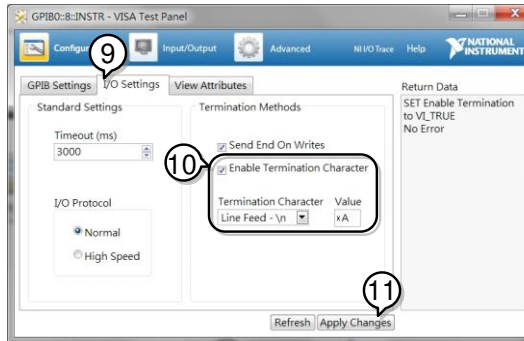 GPIB0::8::INSTR - VISA Test Panel
Configur
9
Input/Output
Advanced
NI I/O Trace
Help
NATIONAL
INSTRUMENT
GPIB Settings
I/O Settings
View Attributes
Return Data
Standard Settings
Termination Methods
SET Enable Termination
to VI_TRUE
No Error
Timeout (ms)
3000
Send End On Writes
10
Enable Termination Character
I/O Protocol
Termination Character
Value
Line Feed - \n
xA
Normal
High Speed
11
Refresh
Apply Changes